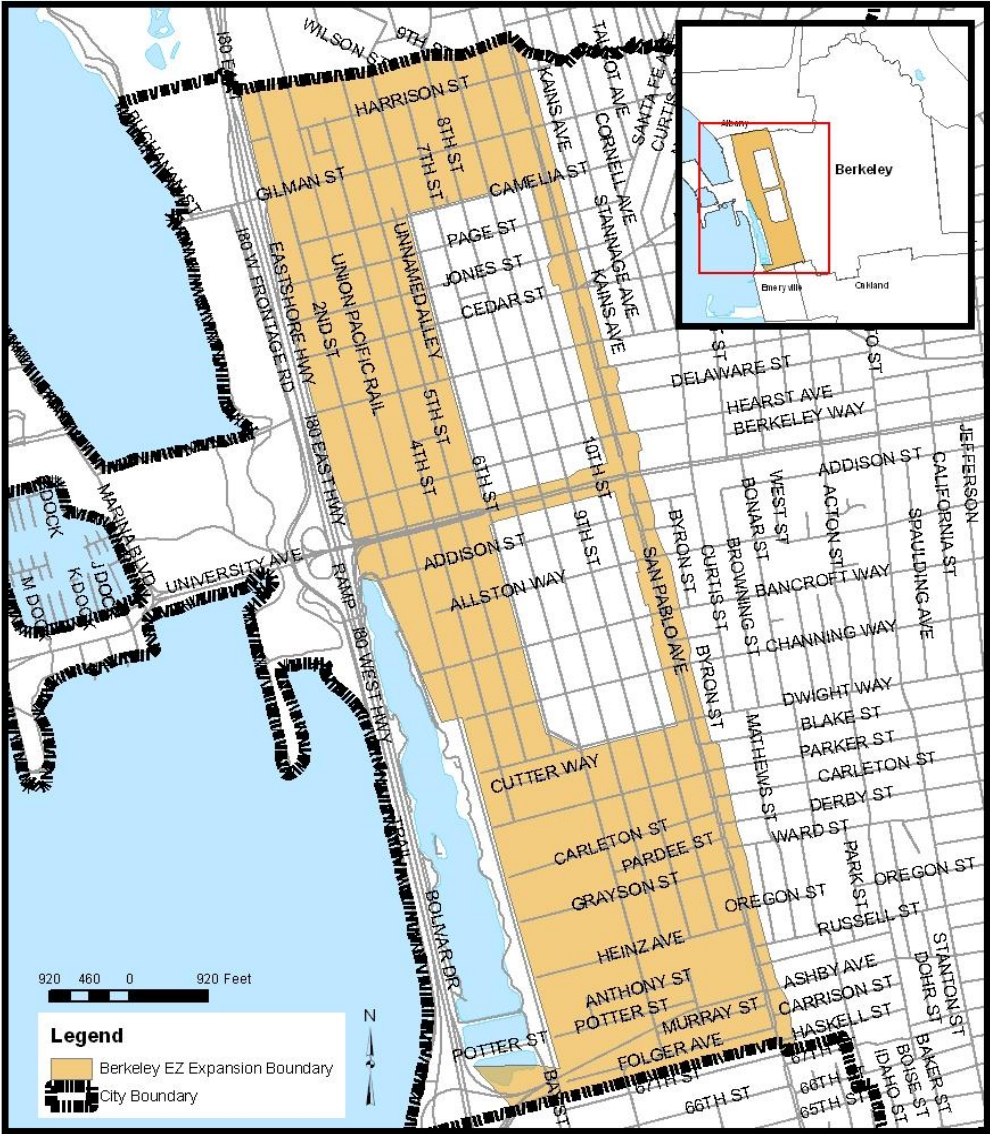 WILSON ST
9TH ST
180 E
HARRISON ST
KAINS AVE
TALBOT AVE
CORNELL AVE
SANTA FE AVE
CURTIS
BUCHANAN ST
8TH ST
7TH ST
GILMAN ST
CAMELIA ST
STANNAGE AVE
PAGE ST
JONES ST
CEDAR ST
KAINS AVE
UNNAMED ALLEY
UNION PACIFIC RAIL
2ND ST
EASTSHORE HWY
I80 W FRONTAGE RD
Albany
Berkeley
Emeryville
Oakland
DELAWARE ST
HEARST AVE
BERKELEY WAY
5TH ST
4TH ST
6TH ST
10TH ST
I80 EAST HWY
ADDISON ST
JEFFERSON
CALIFORNIA ST
SPAULDING AVE
WEST ST
BONAR ST
ACTON ST
DOCK
MARINA BLVD
J DOCK
K DOCK
M DOCK
UNIVERSITY AVE
RAMP
ADDISON ST
ALLSTON WAY
9TH ST
SAN PABLO AVE
BYRON ST
CURTIS ST
BROWNING ST
BANCROFT WAY
CHANNING WAY
I80 WEST HWY
BYRON ST
DWIGHT WAY
BLAKE ST
PARKER ST
CARLETON ST
DERBY ST
WARD ST
MATHEWS ST
CUTTER WAY
CARLETON ST
PARDEE ST
GRAYSON ST
TRAIL
BOLIVAR DR
PARK ST
OREGON ST
OREGON ST
RUSSELL ST
HEINZ AVE
ANTHONY ST
POTTER ST
MURRAY ST
FOLGER AVE
ASHBY AVE
CARRISON ST
HASKELL ST
STANTON ST
DOHR ST
BAKER ST
BOISE ST
IDAHO ST
67TH
67TH ST
66TH
66TH ST
65TH ST
POTTER ST
BAY ST
920 460 0 920 Feet
N
Legend
Berkeley EZ Expansion Boundary
City Boundary